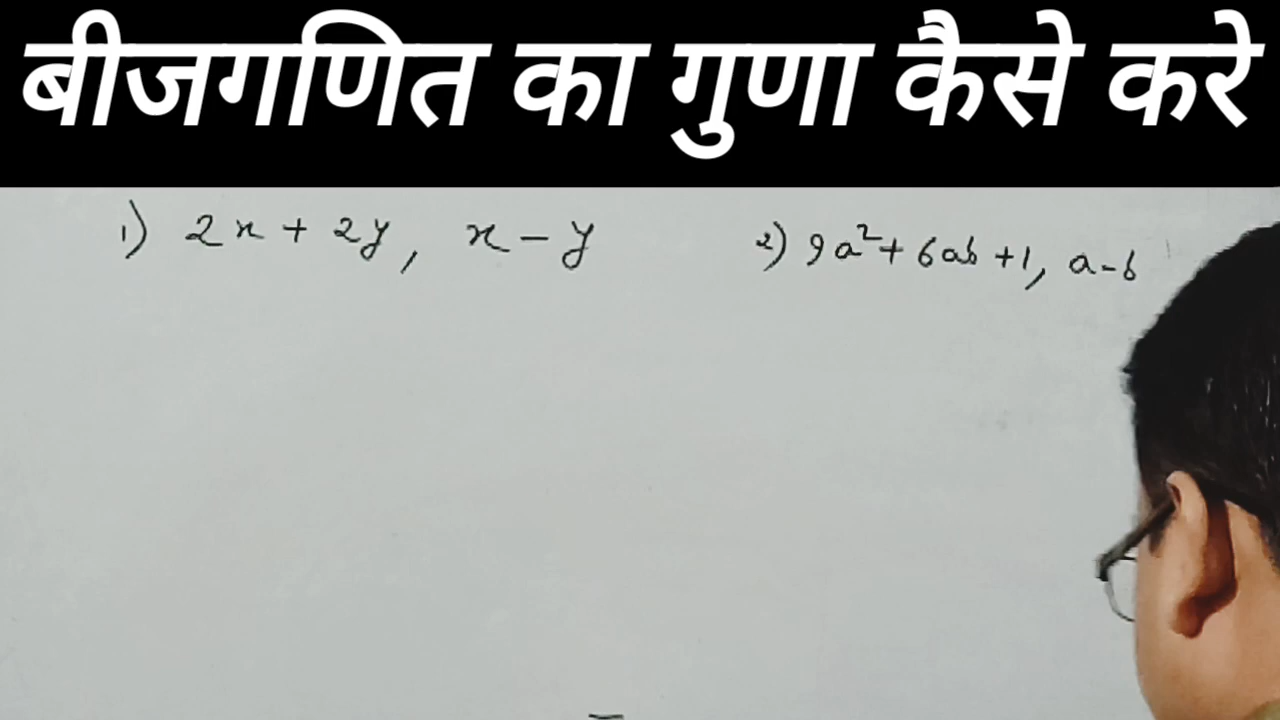 बीजगणित का गुणा कैसे करे
1) 2x + 2y, x - y
2) 9a²+ 6ab +1, a-b